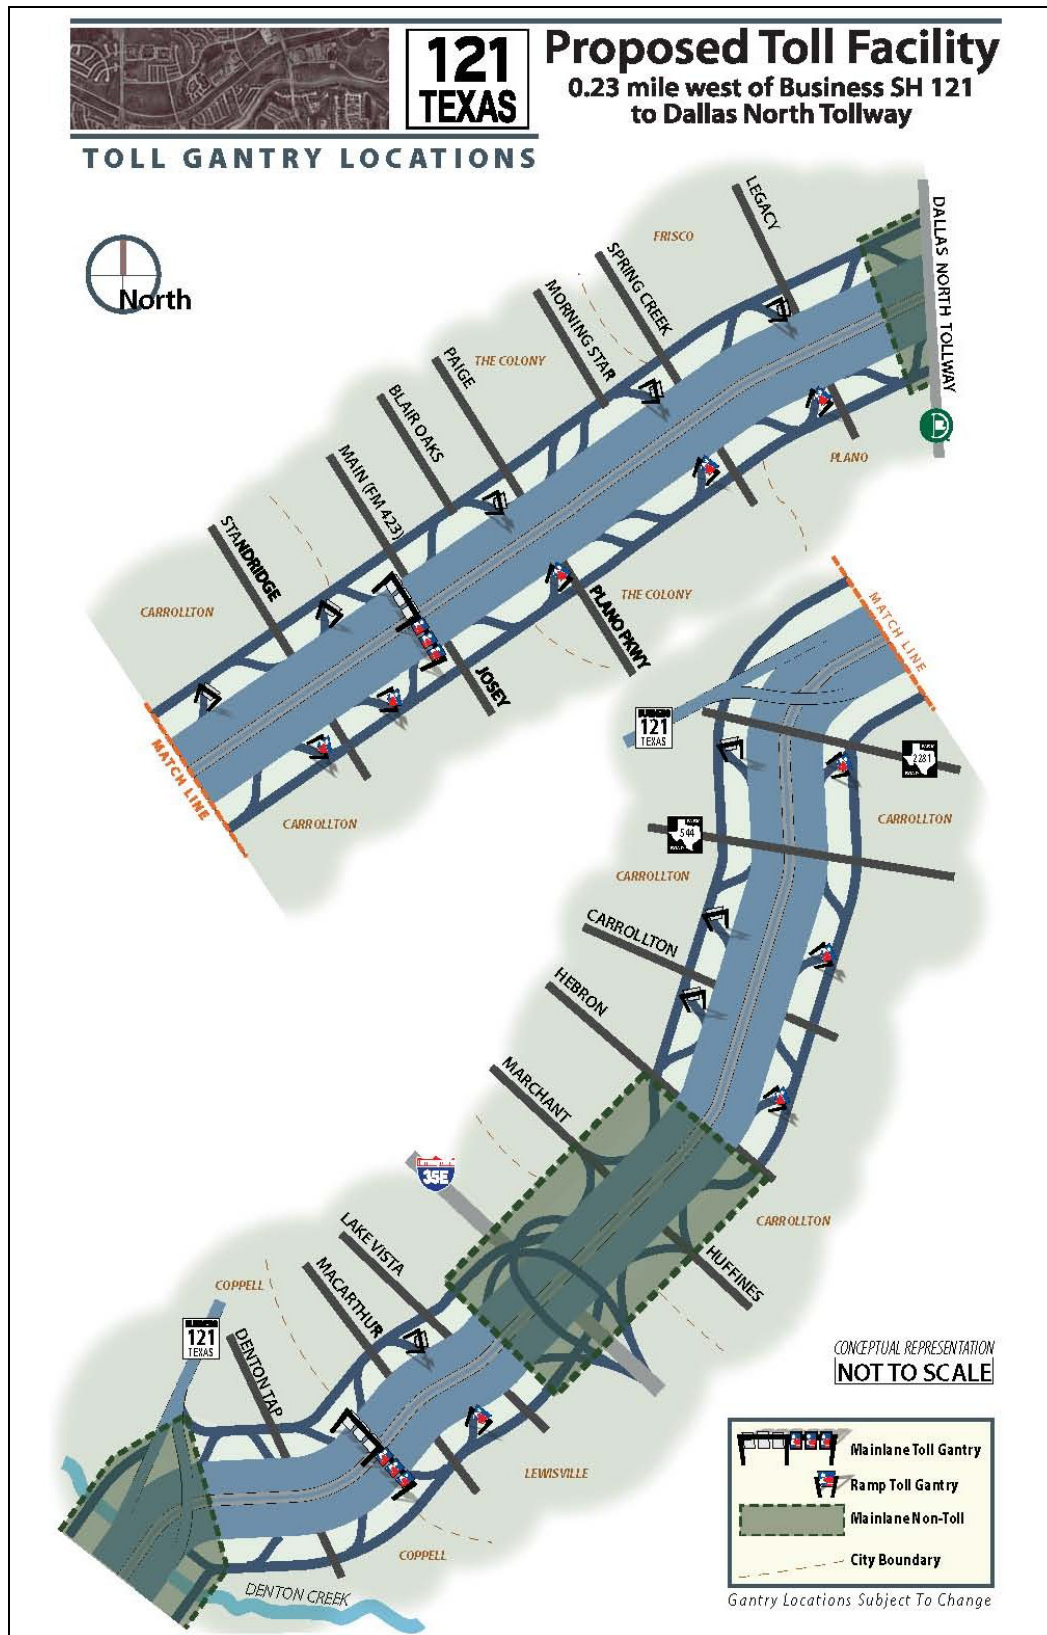 121
TEXAS
Proposed Toll Facility
0.23 mile west of Business SH 121
to Dallas North Tollway
TOLL GANTRY LOCATIONS
North
LEGACY
FRISCO
SPRING CREEK
DALLAS NORTH TOLLWAY
MORNING STAR
THE COLONY
PAIGE
BLAIR OAKS
MAIN (FM 423)
STANDRIDGE
CARROLLTON
PLANO
THE COLONY
PLANO PKWY
JOSEY
MATCH LINE
CARROLLTON
MATCH LINE
BUSINESS
121
TEXAS
2281
CARROLLTON
544
CARROLLTON
CARROLLTON
HEBRON
MARCHANT
35E
CARROLLTON
HUFFINES
LAKE VISTA
MACARTHUR
COPPELL
BUSINESS
121
TEXAS
DENTON TAP
LEWISVILLE
COPPELL
DENTON CREEK
CONCEPTUAL REPRESENTATION
NOT TO SCALE
Mainlane Toll Gantry
Ramp Toll Gantry
Mainlane Non-Toll
City Boundary
Gantry Locations Subject To Change